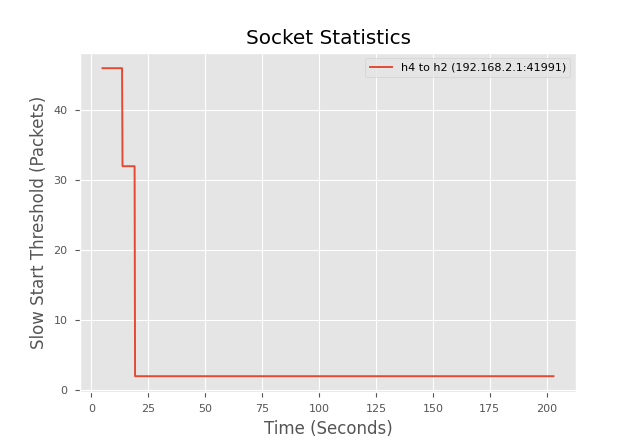 Socket Statistics
h4 to h2 (192.168.2.1:41991)
Slow Start Threshold (Packets)
40
30
20
10
0
0 25 50 75 100 125 150 175 200
Time (Seconds)